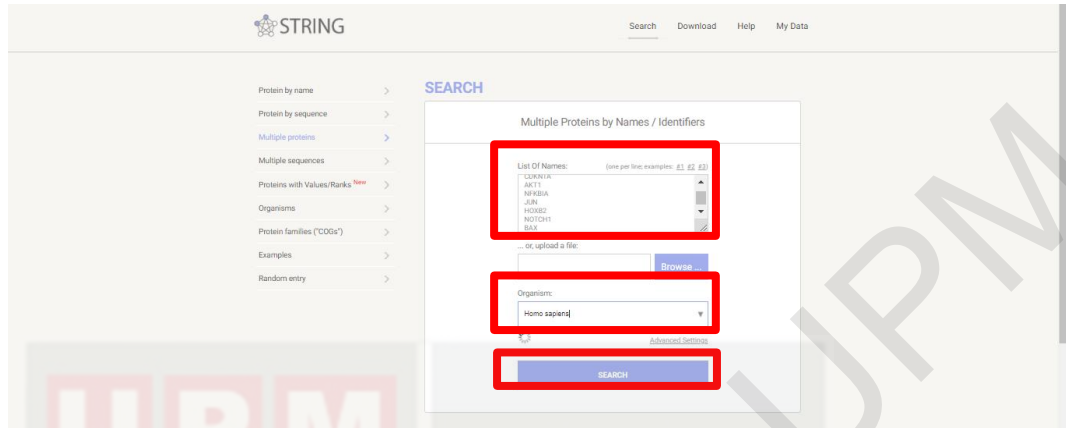 STRING
Search Download Help My Data
Protein by name
Protein by sequence
Multiple proteins
Multiple sequences
Proteins with Values/Ranks New
Organisms
Protein families ("COGs")
Examples
Random entry
SEARCH
Multiple Proteins by Names / Identifiers
List Of Names: (one per line; examples: #1 #2 #3)
CDKN1A
AKT1
NFKBIA
JUN
HOXB2
NOTCH1
BAX
... or, upload a file:
Browse ...
Organism:
Homo sapiens
Advanced Settings
SEARCH
UPM
UPM